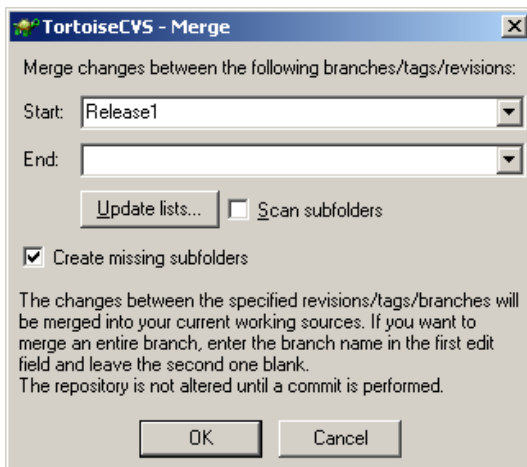 TortoiseCVS - Merge
Merge changes between the following branches/tags/revisions:
Start: Release1
End:
Update lists... Scan subfolders
Create missing subfolders
The changes between the specified revisions/tags/branches will
be merged into your current working sources. If you want to
merge an entire branch, enter the branch name in the first edit
field and leave the second one blank.
The repository is not altered until a commit is performed.
OK Cancel